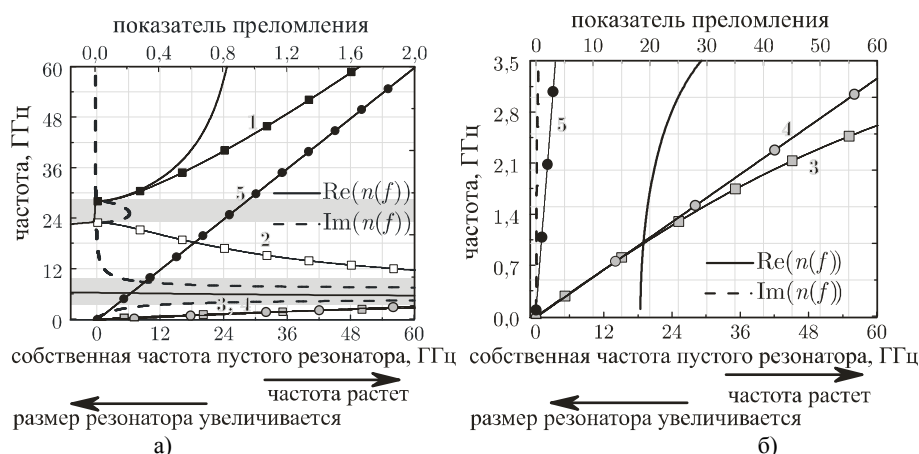 показатель преломления
0,0 0,4 0,8 1,2 1,6 2,0
60
48
36
24
12
0
частота, ГГц
1
5
2
3, 4
Re(n(f))
Im(n(f))
0 12 24 36 48 60
собственная частота пустого резонатора, ГГц
частота растет
размер резонатора увеличивается
а)
б)
показатель преломления
0 10 20 30 40 50 60
3,5
2,8
2,1
1,4
0,7
0,0
частота, ГГц
5
4
3
Re(n(f))
Im(n(f))
0 12 24 36 48 60
собственная частота пустого резонатора, ГГц
частота растет
размер резонатора увеличивается
б)